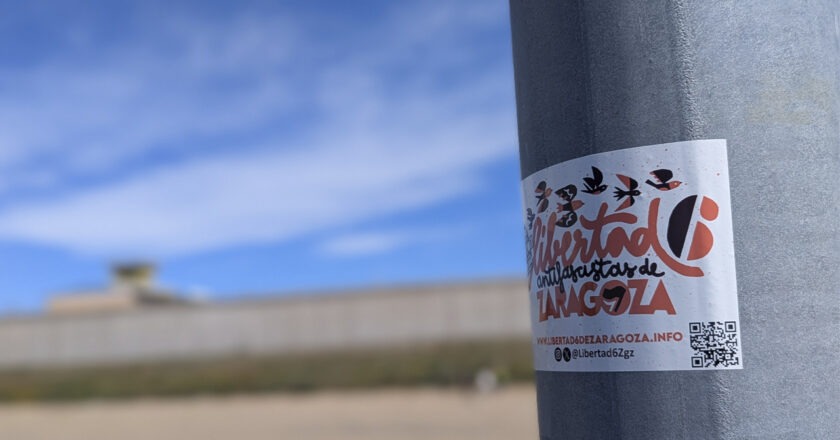 libertad 6
antifascistas de
ZARAGOZA
WWW.LIBERTAD6DEZARAGOZA.INFO
@Libertad6Zgz